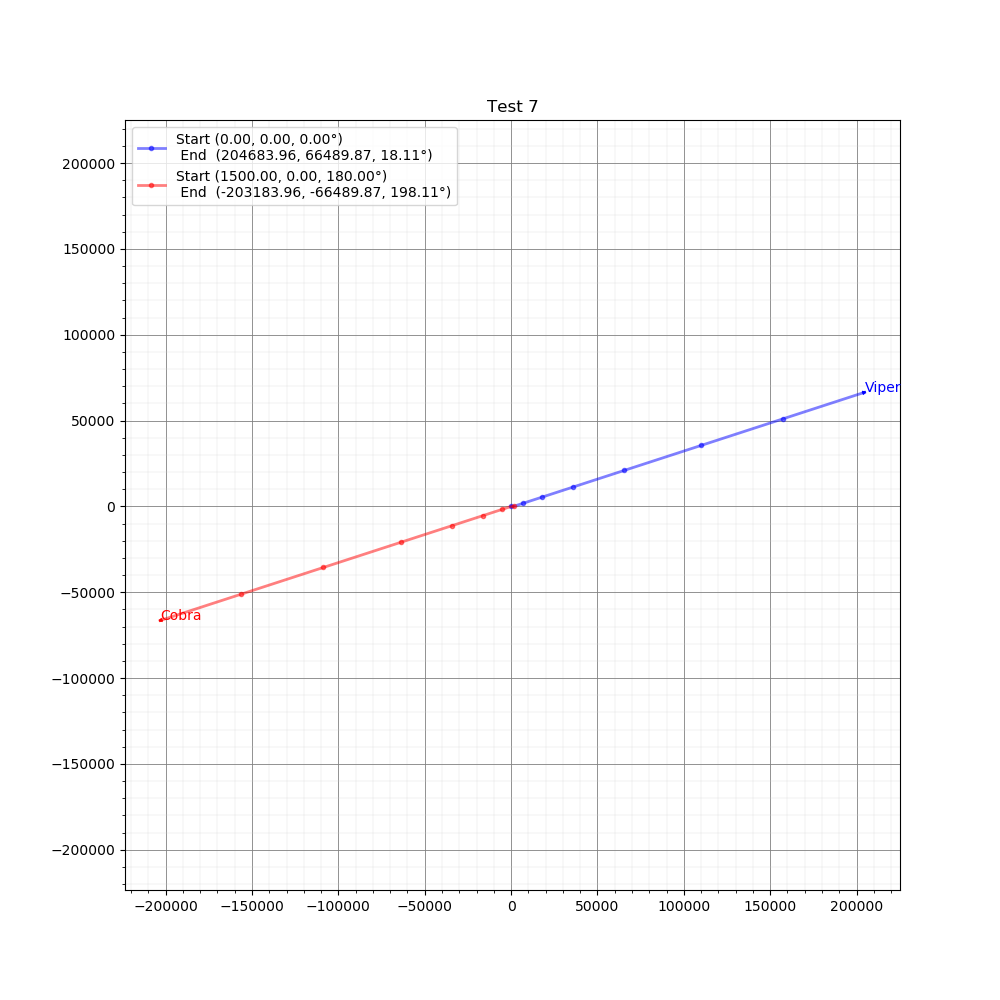 Test 7
Start (0.00, 0.00, 0.00°)
End  (204683.96, 66489.87, 18.11°)
Start (1500.00, 0.00, 180.00°)
End  (-203183.96, -66489.87, 198.11°)
200000
150000
100000
50000
0
−50000
−100000
−150000
−200000
Viper
Cobra
−200000 −150000 −100000 −50000 0 50000 100000 150000 200000